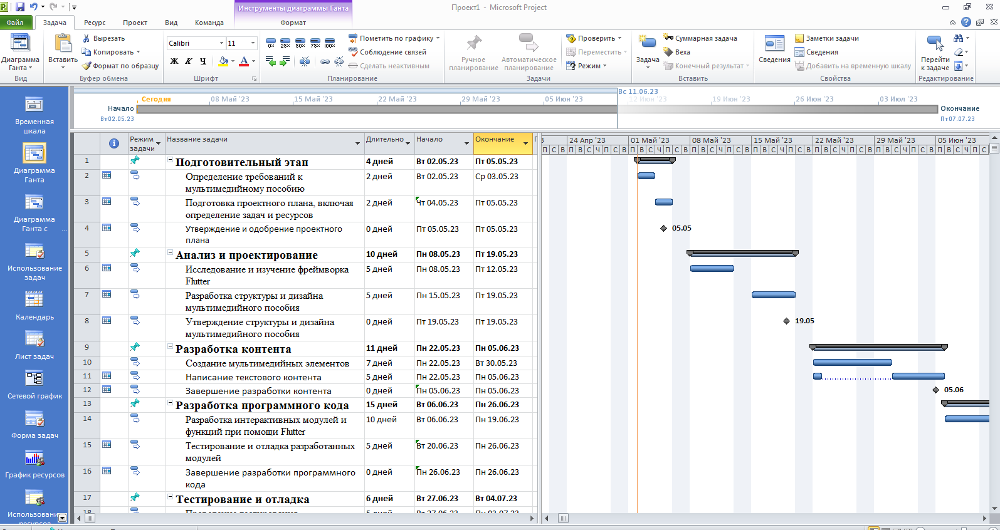 Инструменты диаграммы Ганта
Проект1 - Microsoft Project
Файл Задача Ресурс Проект Вид Команда Формат
Диаграмма Ганта
Вид
Вставить
Вырезать
Копировать
Формат по образцу
Буфер обмена
Calibri 11
Ж К Ч
Шрифт
0% 25% 50% 75% 100%
Пометить по графику
Соблюдение связей
Сделать неактивным
Планирование
Ручное планирование
Автоматическое планирование
Проверить
Переместить
Режим
Задачи
Задача
Суммарная задача
Веха
Конечный результат
Вставить
Сведения
Заметки задачи
Сведения
Добавить на временную шкалу
Свойства
Перейти к задаче
Редактирование
Временная шкала
Диаграмма Ганта
Диаграмма Ганта с ...
Использование задач
Календарь
Лист задач
Сетевой график
Форма задач
График ресурсов
Вс 11.06.23
Сегодня 08 Май '23 15 Май '23 22 Май '23 29 Май '23 05 Июн '23 12 Июн '23 19 Июн '23 26 Июн '23 03 Июл '23
Начало
Вт02.05.23
Окончание
Пт07.07.23
Режим задачи Название задачи Длительно Начало Окончание
24 Апр '23 01 Май '23 08 Май '23 15 Май '23 22 Май '23 29 Май '23 05 Июн '23
П С В П В С Ч П С В П В С Ч П С В П В С Ч П С В П В С Ч П С В П В С Ч П С В П В С Ч П С В П В С Ч П С
1 Подготовительный этап 4 дней Вт 02.05.23 Пт 05.05.23
2 Определение требований к мультимедийному пособию 2 дней Вт 02.05.23 Ср 03.05.23
3 Подготовка проектного плана, включая определение задач и ресурсов 2 дней Чт 04.05.23 Пт 05.05.23
4 Утверждение и одобрение проектного плана 0 дней Пт 05.05.23 Пт 05.05.23
05.05
5 Анализ и проектирование 10 дней Пн 08.05.23 Пт 19.05.23
6 Исследование и изучение фреймворка Flutter 5 дней Пн 08.05.23 Пт 12.05.23
7 Разработка структуры и дизайна мультимедийного пособия 5 дней Пн 15.05.23 Пт 19.05.23
8 Утверждение структуры и дизайна мультимедийного пособия 0 дней Пт 19.05.23 Пт 19.05.23
19.05
9 Разработка контента 11 дней Пн 22.05.23 Пн 05.06.23
10 Создание мультимедийных элементов 7 дней Пн 22.05.23 Вт 30.05.23
11 Написание текстового контента 5 дней Пн 22.05.23 Пн 05.06.23
12 Завершение разработки контента 0 дней Пн 05.06.23 Пн 05.06.23
05.06
13 Разработка программного кода 15 дней Вт 06.06.23 Пн 26.06.23
14 Разработка интерактивных модулей и функций при помощи Flutter 10 дней Вт 06.06.23 Пн 19.06.23
15 Тестирование и отладка разработанных модулей 5 дней Вт 20.06.23 Пн 26.06.23
16 Завершение разработки программного кода 0 дней Пн 26.06.23 Пн 26.06.23
17 Тестирование и отладка 6 дней Вт 27.06.23 Вт 04.07.23